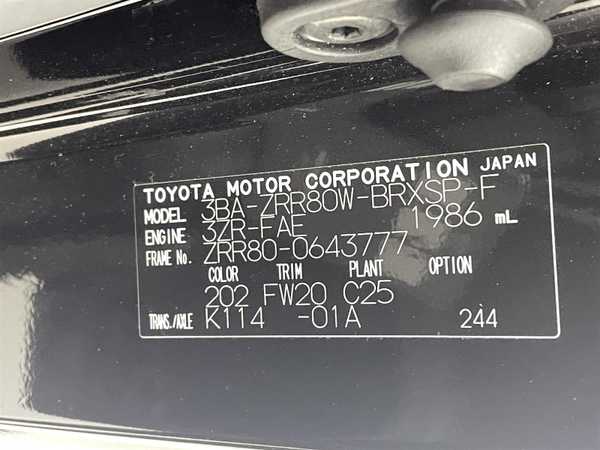 TOYOTA MOTOR CORPORATION JAPAN
MODEL 3BA-ZRR80W-BRXSP-F
ENGINE 3ZR-FAE 1986 mL
FRAME No. ZRR80-0643777
COLOR TRIM PLANT OPTION
202 FW20 C25
TRANS./AXLE K114 -01A 244